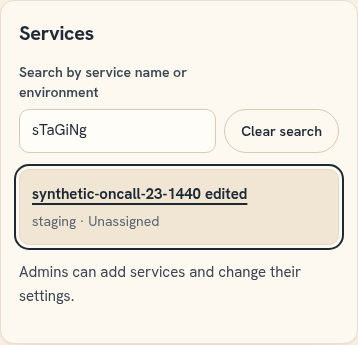 Services
Search by service name or
environment
sTaGiNg
Clear search
synthetic-oncall-23-1440 edited
staging · Unassigned
Admins can add services and change their
settings.